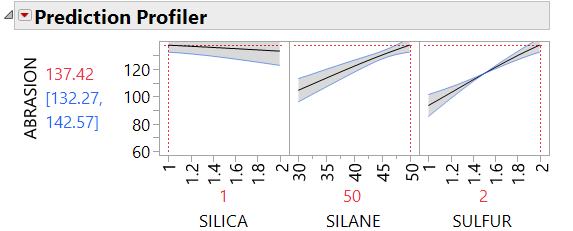 Prediction Profiler
ABRASION
137.42
[132.27,
142.57]
120
100
80
60
1 1.2 1.4 1.6 1.8 2
30 35 40 45 50
1 1.2 1.4 1.6 1.8 2
1 50 2
SILICA SILANE SULFUR